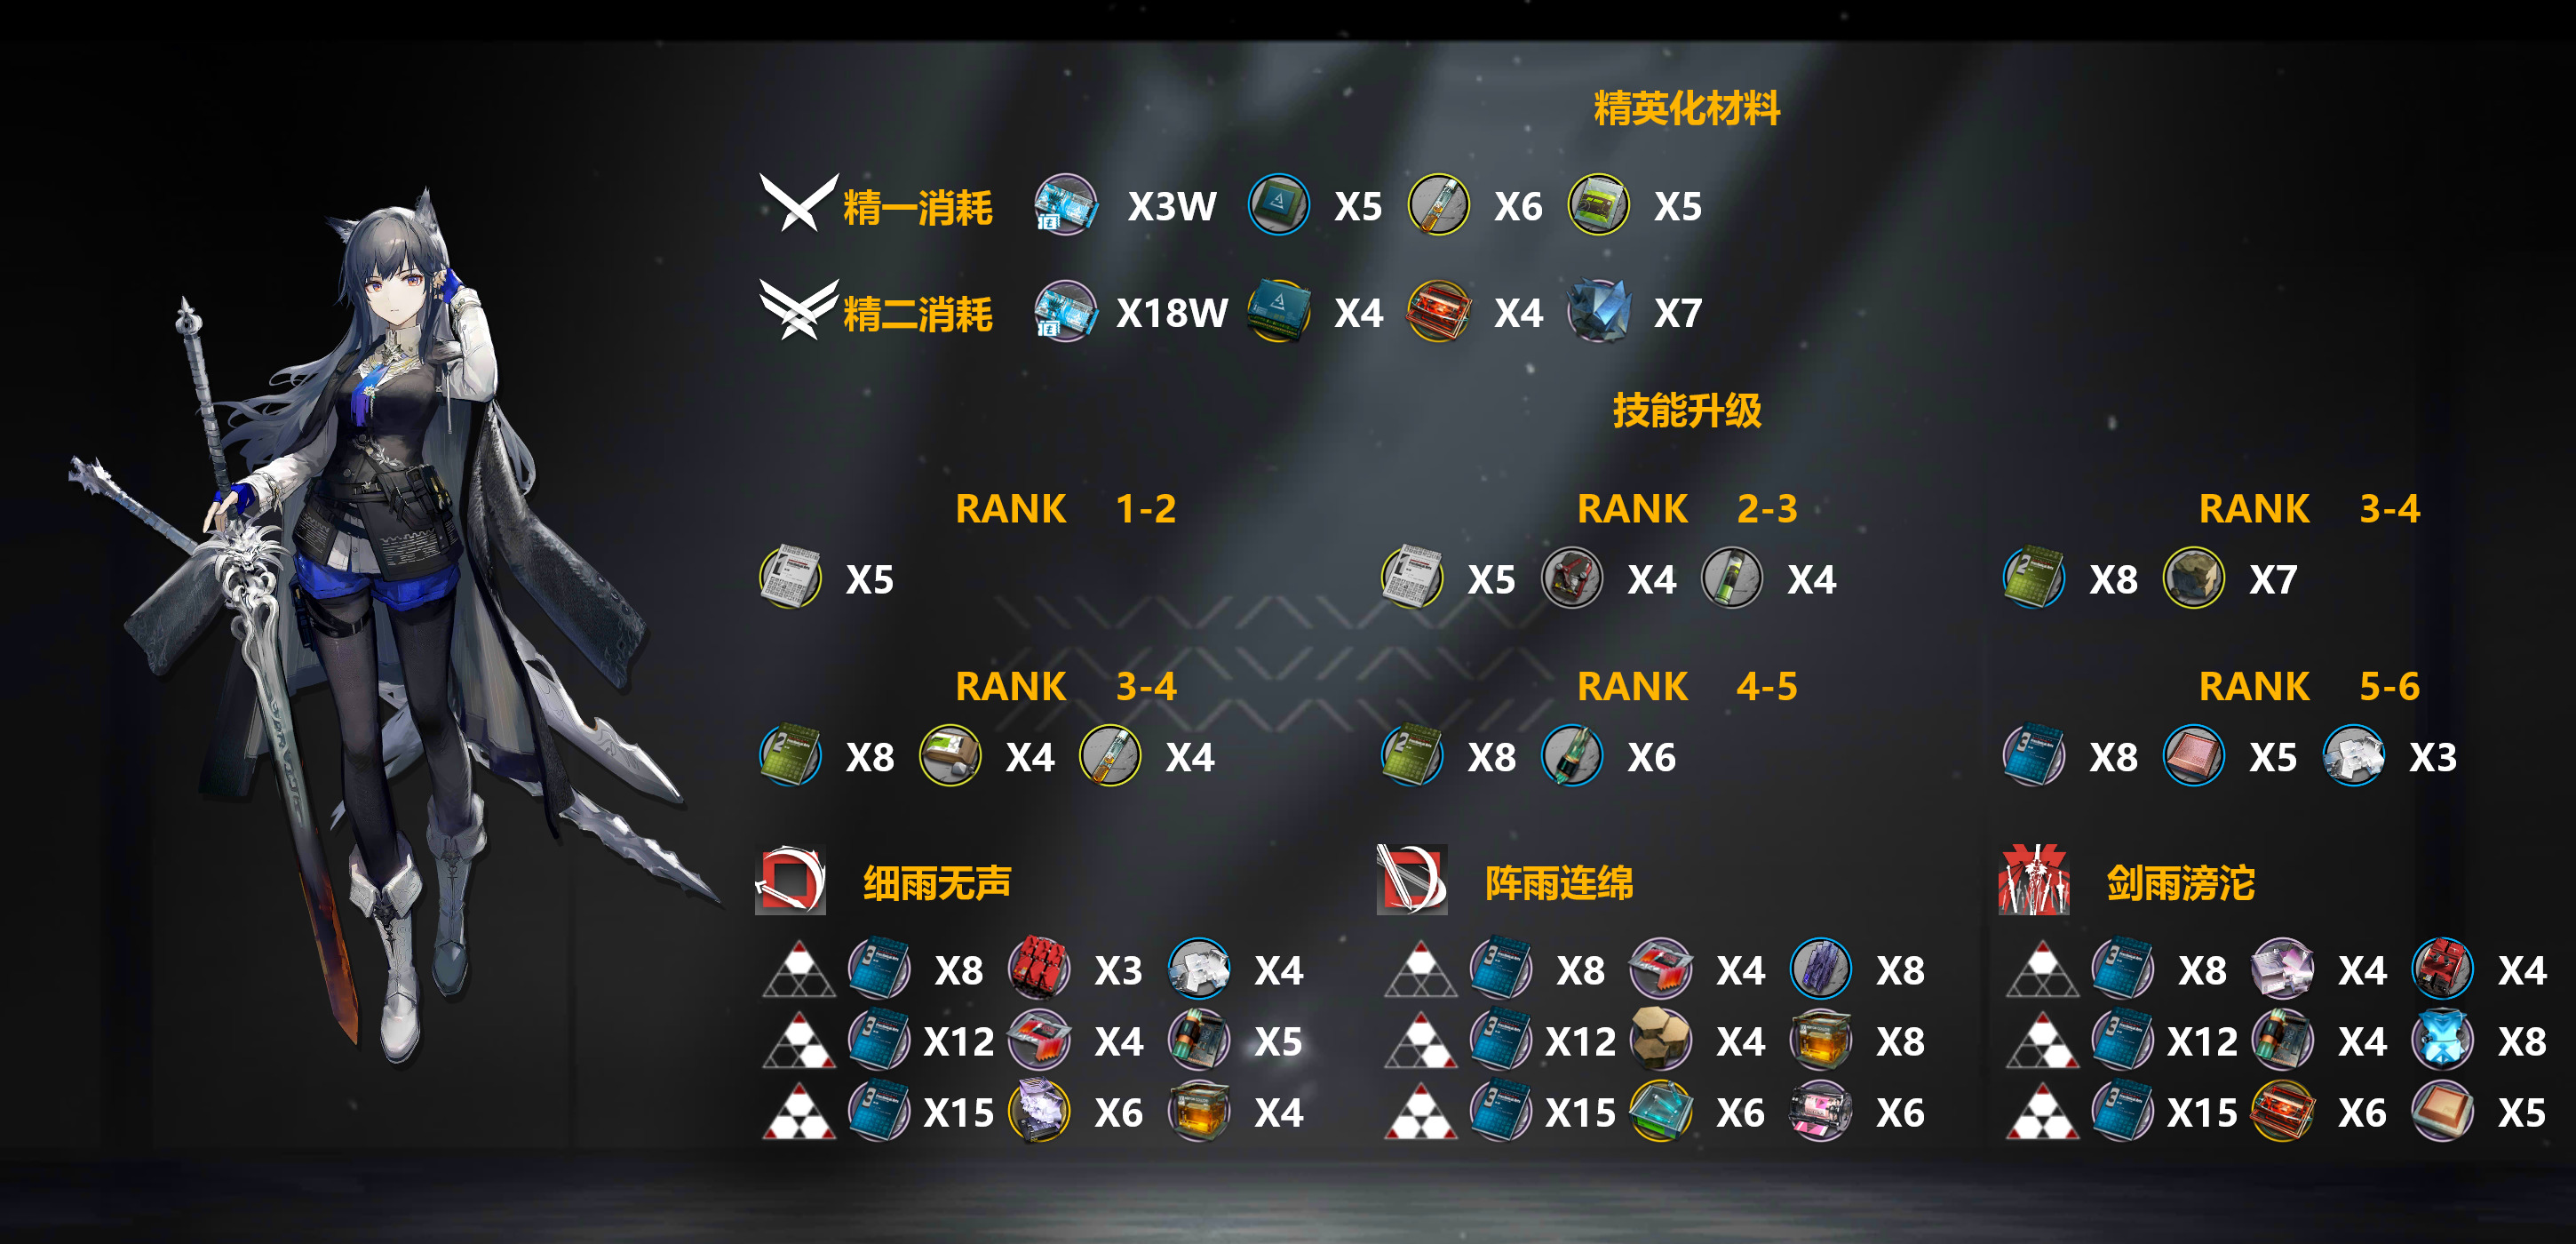 精英化材料
精一消耗 X3W X5 X6 X5
精二消耗 X18W X4 X4 X7
技能升级
RANK 1-2 RANK 2-3 RANK 3-4
X5 X5 X4 X4 X8 X7
RANK 3-4 RANK 4-5 RANK 5-6
X8 X4 X4 X8 X6 X8 X5 X3
细雨无声 阵雨连绵 剑雨滂沱
X8 X3 X4 X8 X4 X8 X8 X4 X4
X12 X4 X5 X12 X4 X8 X12 X4 X8
X15 X6 X4 X15 X6 X6 X15 X6 X5